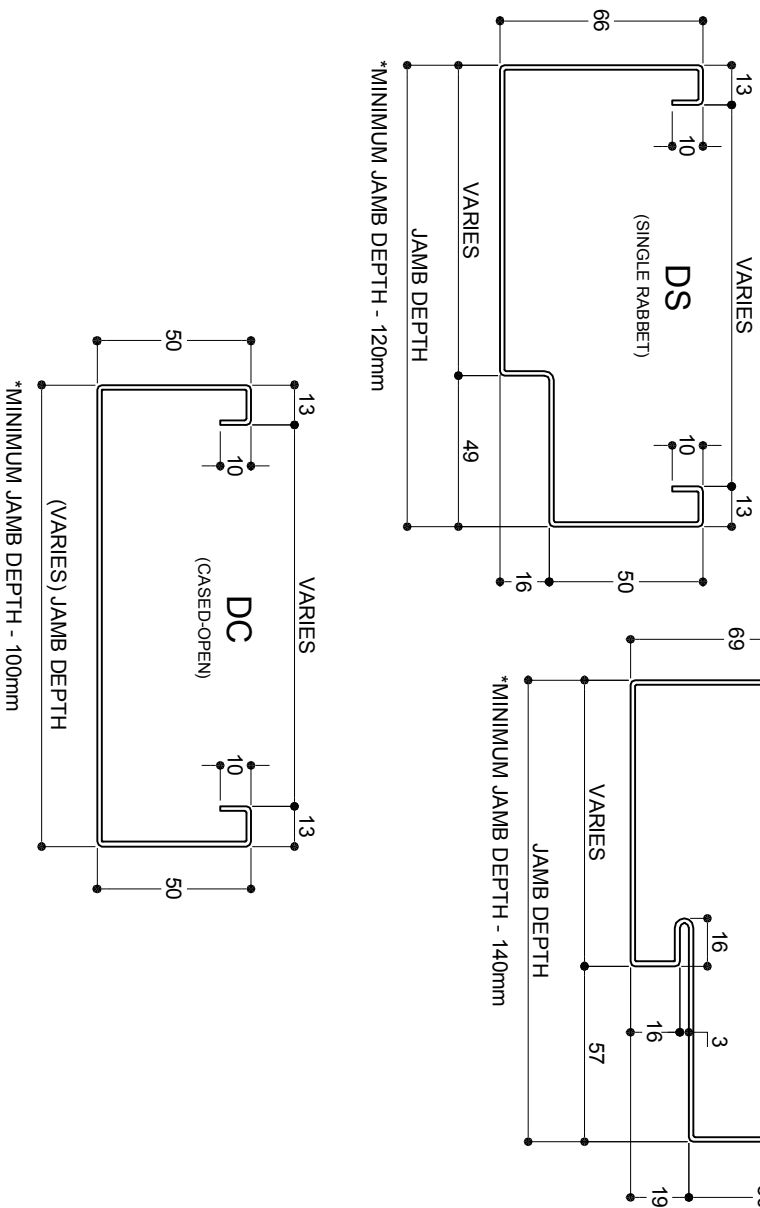 66
13
VARIES
13
10
10
DS
(SINGLE RABBET)
VARIES
49
16
50
JAMB DEPTH
*MINIMUM JAMB DEPTH - 120mm
13
VARIES
13
50
10
10
50
DC
(CASED-OPEN)
(VARIES) JAMB DEPTH
*MINIMUM JAMB DEPTH - 100mm
69
16
3
16
19
VARIES
57
JAMB DEPTH
*MINIMUM JAMB DEPTH - 140mm